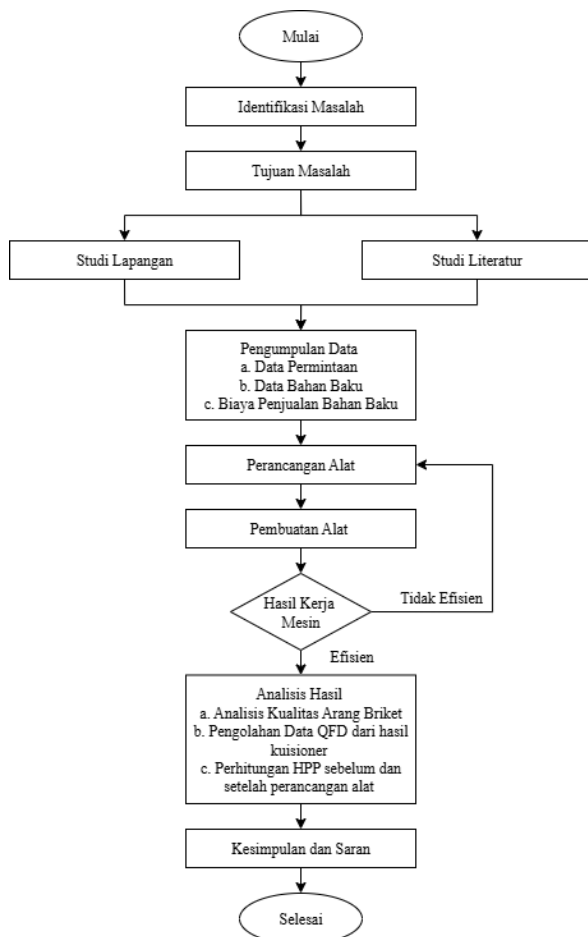 Mulai
Identifikasi Masalah
Tujuan Masalah
Studi Lapangan
Studi Literatur
Pengumpulan Data
a. Data Permintaan
b. Data Bahan Baku
c. Biaya Penjualan Bahan Baku
Perancangan Alat
Pembuatan Alat
Hasil Kerja
Mesin
Tidak Efisien
Efisien
Analisis Hasil
a. Analisis Kualitas Arang Briket
b. Pengolahan Data QFD dari hasil
kuisioner
c. Perhitungan HPP sebelum dan
setelah perancangan alat
Kesimpulan dan Saran
Selesai